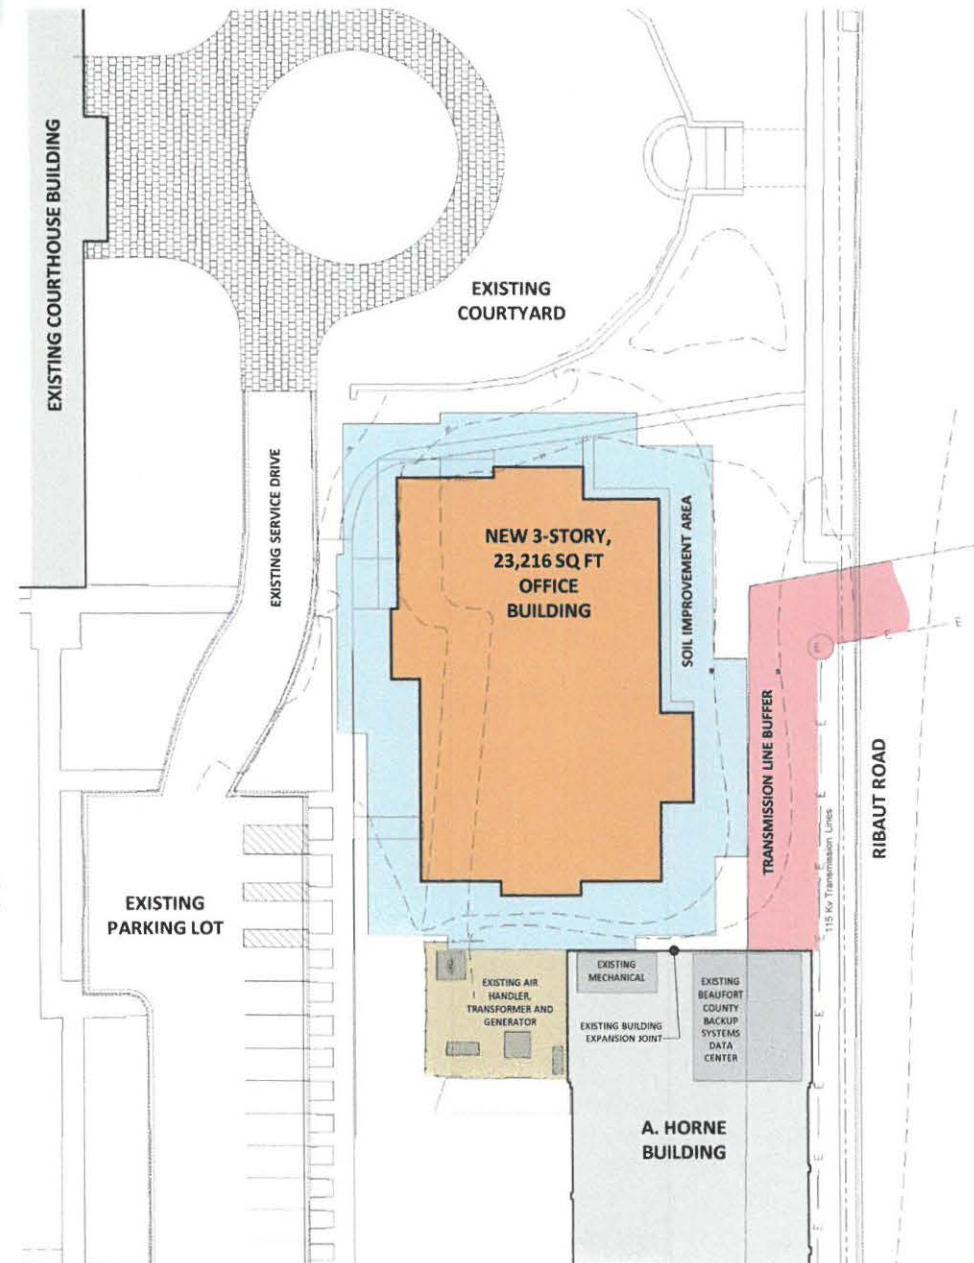 EXISTING COURTHOUSE BUILDING
EXISTING
COURTYARD
EXISTING SERVICE DRIVE
NEW 3-STORY,
23,216 SQ FT
OFFICE
BUILDING
SOIL IMPROVEMENT AREA
TRANSMISSION LINE BUFFER
E
E
E
115 Kv Transmission Lines
RIBAUT ROAD
EXISTING
PARKING LOT
EXISTING AIR
HANDLER,
TRANSFORMER AND
GENERATOR
EXISTING
MECHANICAL
EXISTING BUILDING
EXPANSION JOINT
EXISTING
BEAUFORT
COUNTY
BACKUP
SYSTEMS
DATA
CENTER
A. HORNE
BUILDING